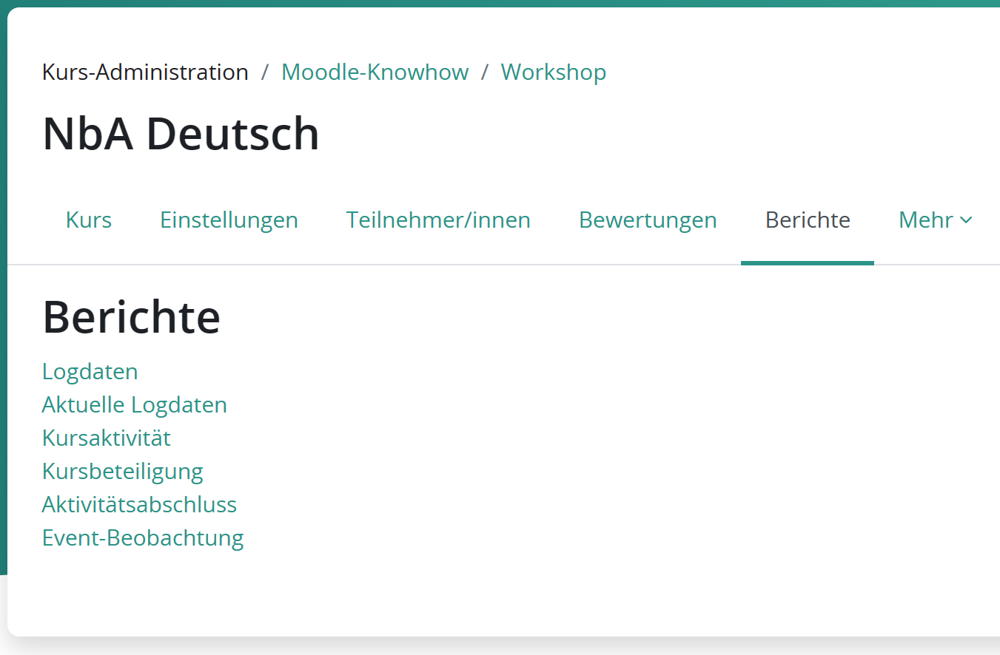 Kurs-Administration / Moodle-Knowhow / Workshop
NbA Deutsch
Kurs Einstellungen Teilnehmer/innen Bewertungen Berichte Mehr
Berichte
Logdaten
Aktuelle Logdaten
Kursaktivität
Kursbeteiligung
Aktivitätsabschluss
Event-Beobachtung